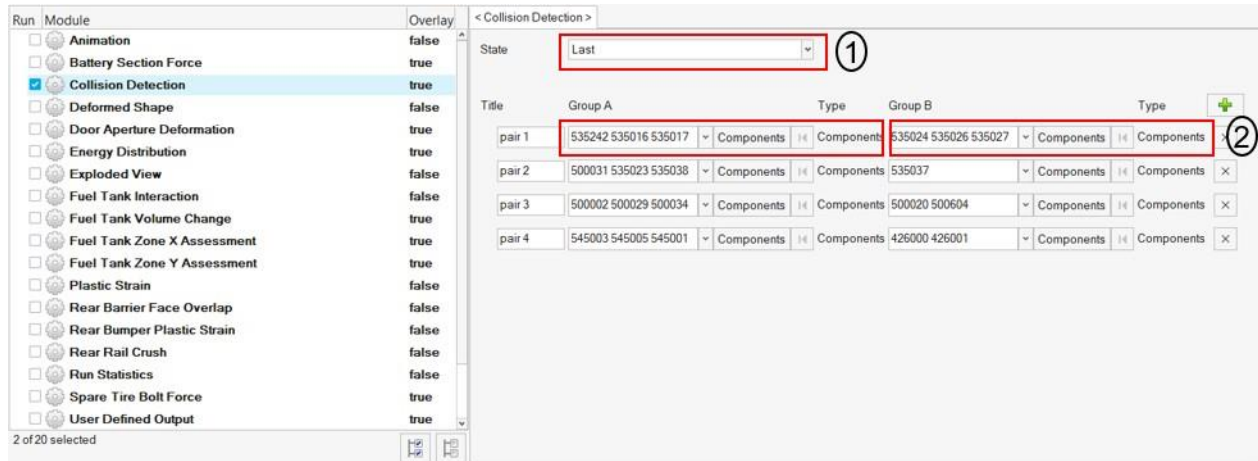 Run Module Overlay
Animation false
Battery Section Force true
Collision Detection true
Deformed Shape false
Door Aperture Deformation true
Energy Distribution true
Exploded View false
Fuel Tank Interaction false
Fuel Tank Volume Change true
Fuel Tank Zone X Assessment true
Fuel Tank Zone Y Assessment true
Plastic Strain false
Rear Barrier Face Overlap false
Rear Bumper Plastic Strain false
Rear Rail Crush false
Run Statistics false
Spare Tire Bolt Force true
User Defined Output true
2 of 20 selected
< Collision Detection >
State Last 1
Title Group A Type Group B Type
pair 1 535242 535016 535017 Components Components 535024 535026 535027 Components Components 2
pair 2 500031 535023 535038 Components Components 535037 Components Components
pair 3 500002 500029 500034 Components Components 500020 500604 Components Components
pair 4 545003 545005 545001 Components Components 426000 426001 Components Components